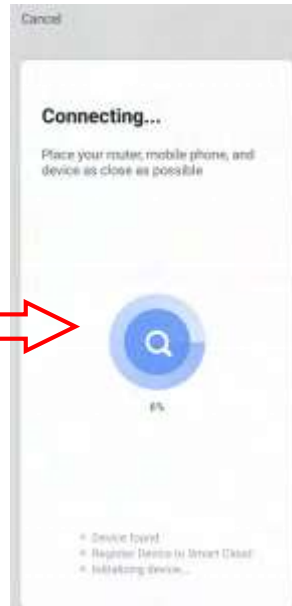 Cancel
Connecting...
Place your router, mobile phone, and
device as close as possible
6%
Device found
Register Device to Smart Cloud
Initializing device...